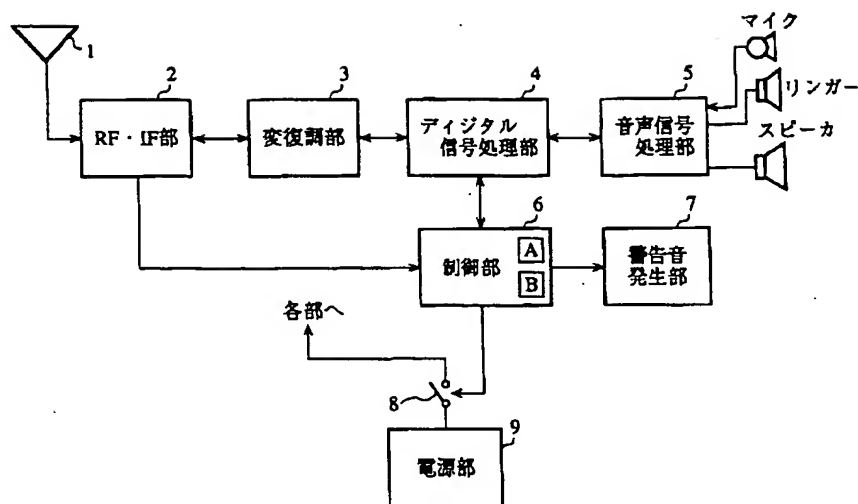 マイク
1
2
3
4
5
リンガー
RF・IF部
変復調部
ディジタル
信号処理部
音声信号
処理部
スピーカ
6
7
制御部
A
B
警告音
発生部
各部へ
8
9
電源部